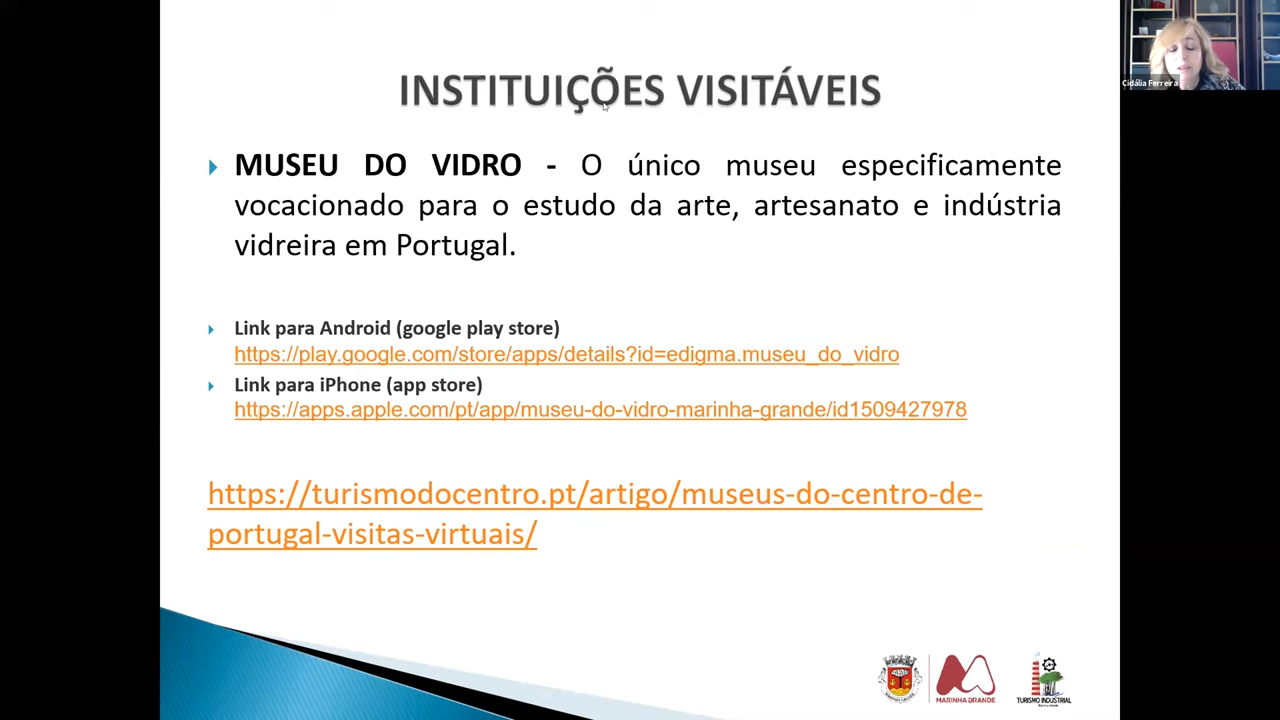 INSTITUIÇÕES VISITÁVEIS
MUSEU DO VIDRO - O único museu especificamente
vocacionado para o estudo da arte, artesanato e indústria
vidreira em Portugal.
Link para Android (google play store)
https://play.google.com/store/apps/details?id=edigma.museu_do_vidro
Link para iPhone (app store)
https://apps.apple.com/pt/app/museu-do-vidro-marinha-grande/id1509427978
https://turismodocentro.pt/artigo/museus-do-centro-de-
portugal-visitas-virtuais/
Cidália Ferreira
MARINHA GRANDE
TURISMO INDUSTRIAL